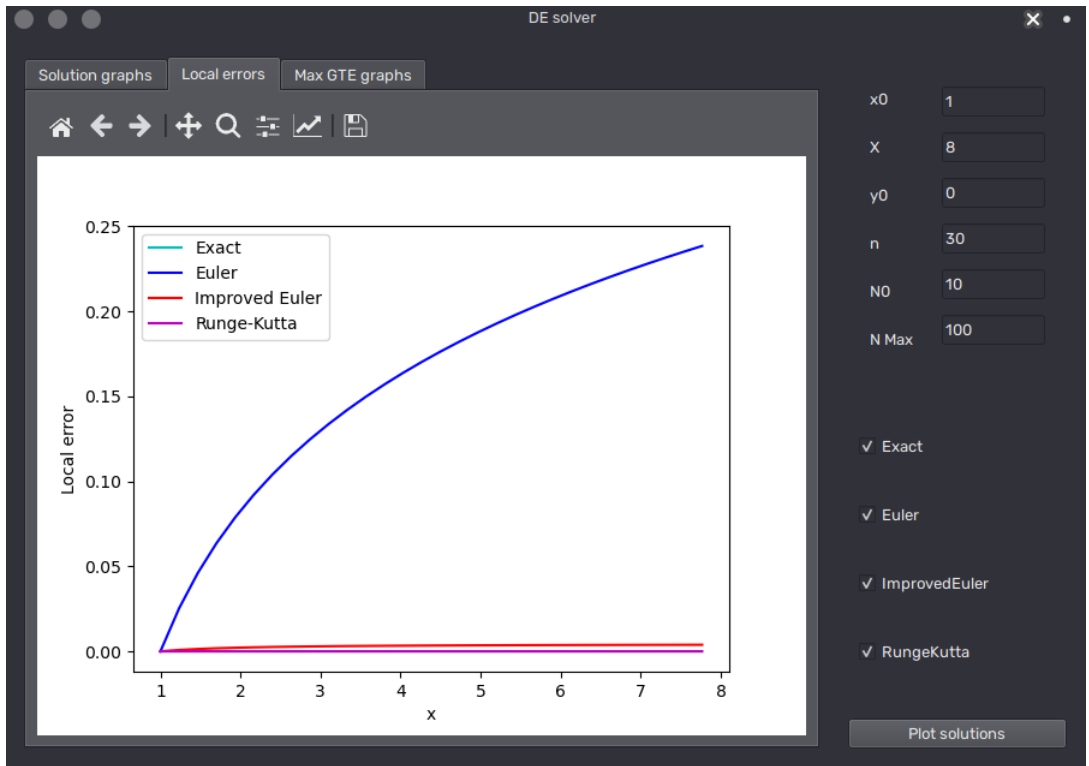 DE solver
Solution graphs
Local errors
Max GTE graphs
0.25
0.20
0.15
0.10
0.05
0.00
Local error
Exact
Euler
Improved Euler
Runge-Kutta
1 2 3 4 5 6 7 8
x
x0 1
X 8
y0 0
n 30
N0 10
N Max 100
Exact
Euler
ImprovedEuler
RungeKutta
Plot solutions